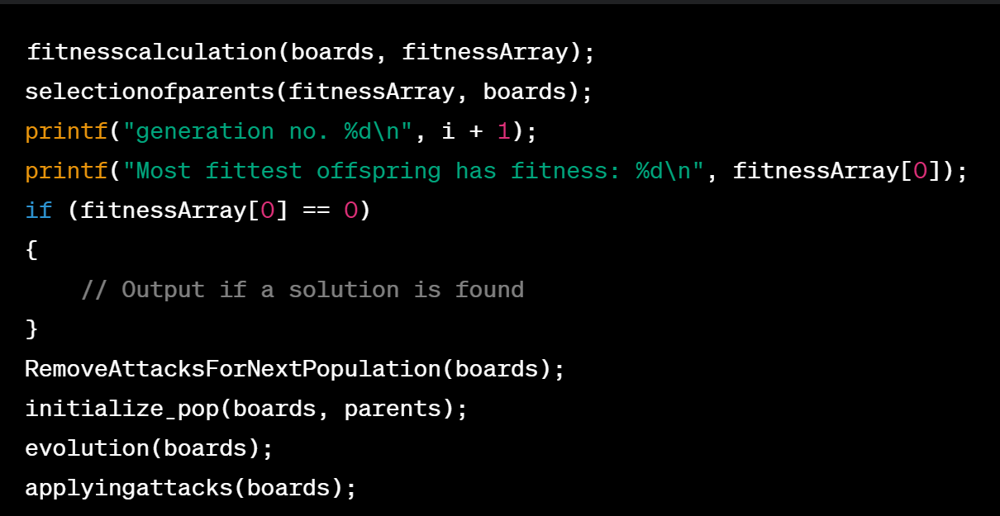 fitnesscalculation(boards, fitnessArray);
selectionofparents(fitnessArray, boards);
printf("generation no. %d\n", i + 1);
printf("Most fittest offspring has fitness: %d\n", fitnessArray[0]);
if (fitnessArray[0] == 0)
{
    // Output if a solution is found
}
RemoveAttacksForNextPopulation(boards);
initialize_pop(boards, parents);
evolution(boards);
applyingattacks(boards);